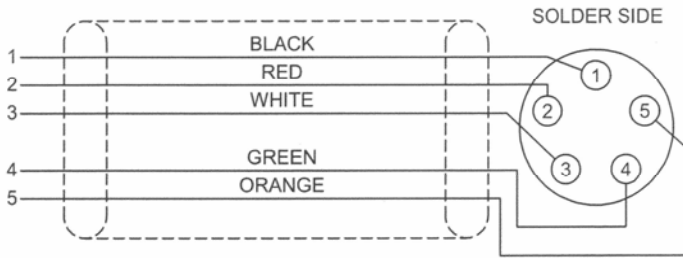 SOLDER SIDE
1 BLACK
2 RED
3 WHITE
4 GREEN
5 ORANGE
1
2 5
3 4